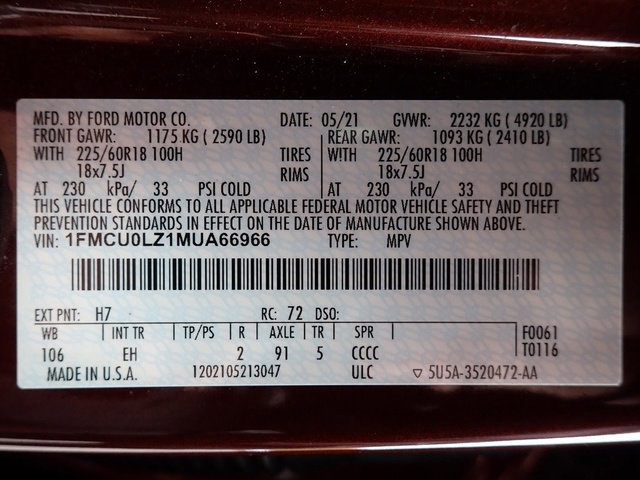 MFD. BY FORD MOTOR CO. DATE: 05/21 GVWR: 2232 KG ( 4920 LB)
FRONT GAWR: 1175 KG ( 2590 LB) REAR GAWR: 1093 KG ( 2410 LB)
WITH 225/60R18 100H TIRES WITH 225/60R18 100H TIRES
18x7.5J RIMS 18x7.5J RIMS
AT 230 kPa/ 33 PSI COLD AT 230 kPa/ 33 PSI COLD
THIS VEHICLE CONFORMS TO ALL APPLICABLE FEDERAL MOTOR VEHICLE SAFETY AND THEFT
PREVENTION STANDARDS IN EFFECT ON THE DATE OF MANUFACTURE SHOWN ABOVE.
VIN: 1FMCU0LZ1MUA66966 TYPE: MPV
EXT PNT: H7 RC: 72 DSO:
WB INT TR TP/PS R AXLE TR SPR F0061
106 EH 2 91 5 CCCC T0116
MADE IN U.S.A. 1202105213047 ULC ▽ 5U5A-3520472-AA